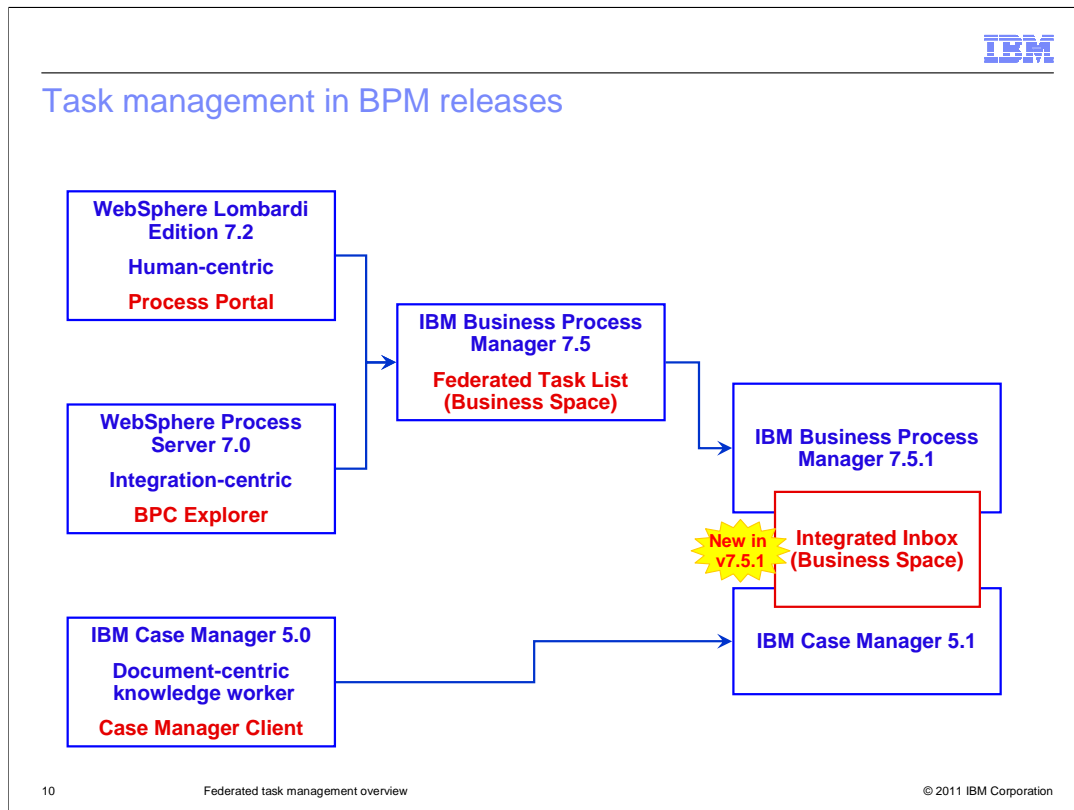 IBM
Task management in BPM releases
WebSphere Lombardi
Edition 7.2
Human-centric
Process Portal
WebSphere Process
Server 7.0
Integration-centric
BPC Explorer
IBM Business Process
Manager 7.5
Federated Task List
(Business Space)
IBM Business Process
Manager 7.5.1
New in
v7.5.1
Integrated Inbox
(Business Space)
IBM Case Manager 5.0
Document-centric
knowledge worker
Case Manager Client
IBM Case Manager 5.1
10
Federated task management overview
© 2011 IBM Corporation